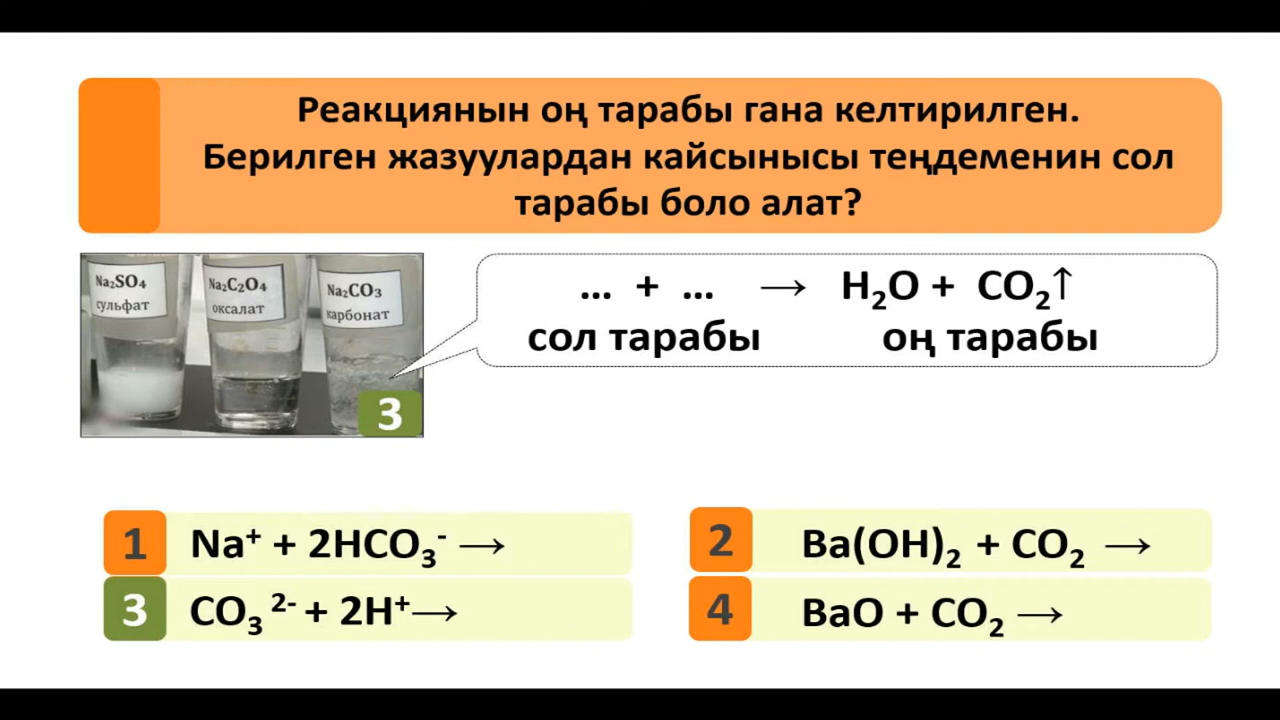 Реакциянын оң тарабы гана келтирилген.
Берилген жазуулардан кайсынысы теңдеменин сол
тарабы боло алат?
Na₂SO₄
сульфат
Na₂C₂O₄
оксалат
Na₂CO₃
карбонат
3
... + ... → H₂O + CO₂↑
сол тарабы оң тарабы
1 Na⁺ + 2HCO₃⁻ →
2 Ba(OH)₂ + CO₂ →
3 CO₃ ²⁻ + 2H⁺→
4 BaO + CO₂ →